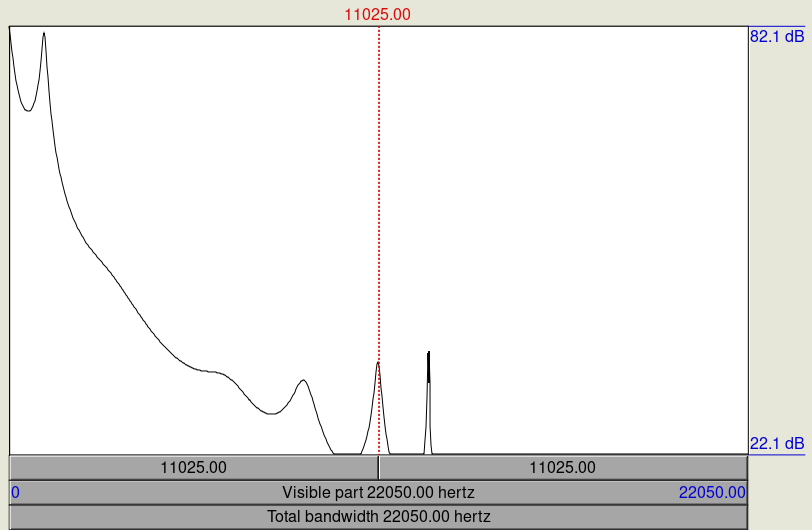 11025.00
82.1 dB
22.1 dB
11025.00 11025.00
0 Visible part 22050.00 hertz 22050.00
Total bandwidth 22050.00 hertz